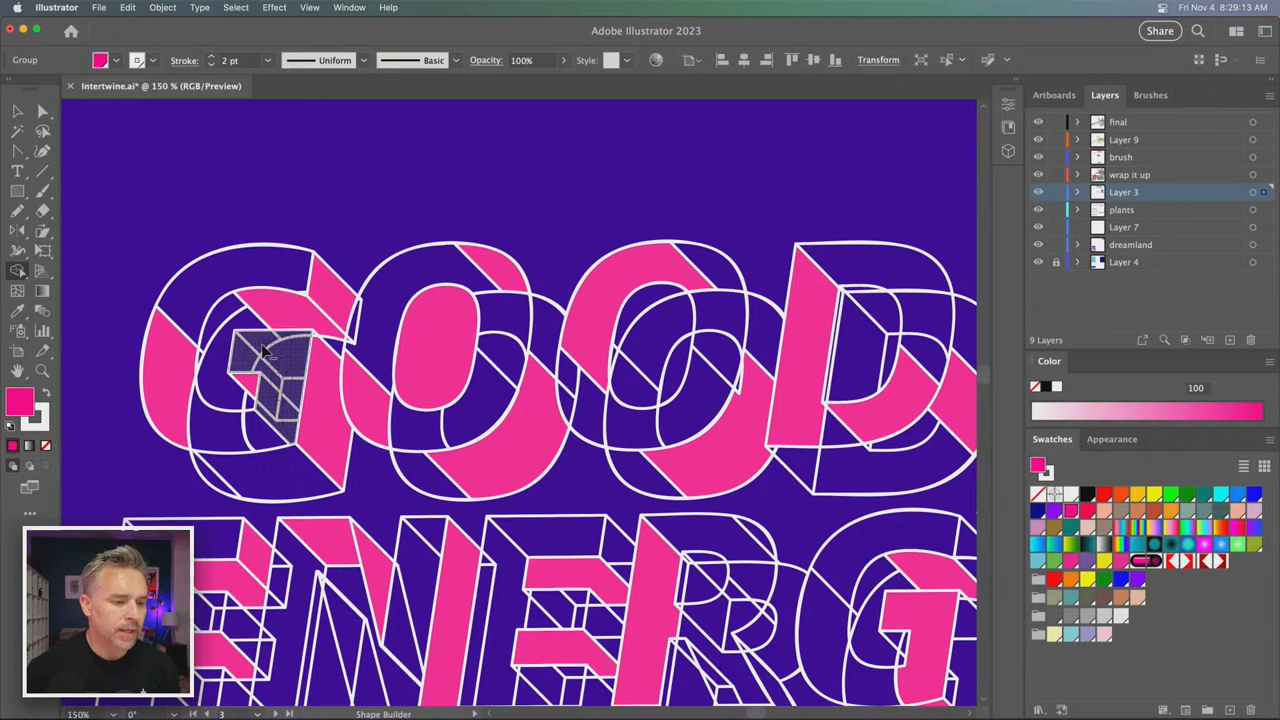 Illustrator File Edit Object Type Select Effect View Window Help
Fri Nov 4 8:29:13 AM
Adobe Illustrator 2023
Share
Group
Stroke: 2 pt
Uniform
Basic
Opacity: 100%
Style:
Transform
Intertwine.ai* @ 150 % (RGB/Preview)
Artboards Layers Brushes
final
Layer 9
brush
wrap it up
Layer 3
plants
Layer 7
dreamland
Layer 4
9 Layers
Color
100
Swatches Appearance
GOOD
ENERG
150% 0° 3 Shape Builder